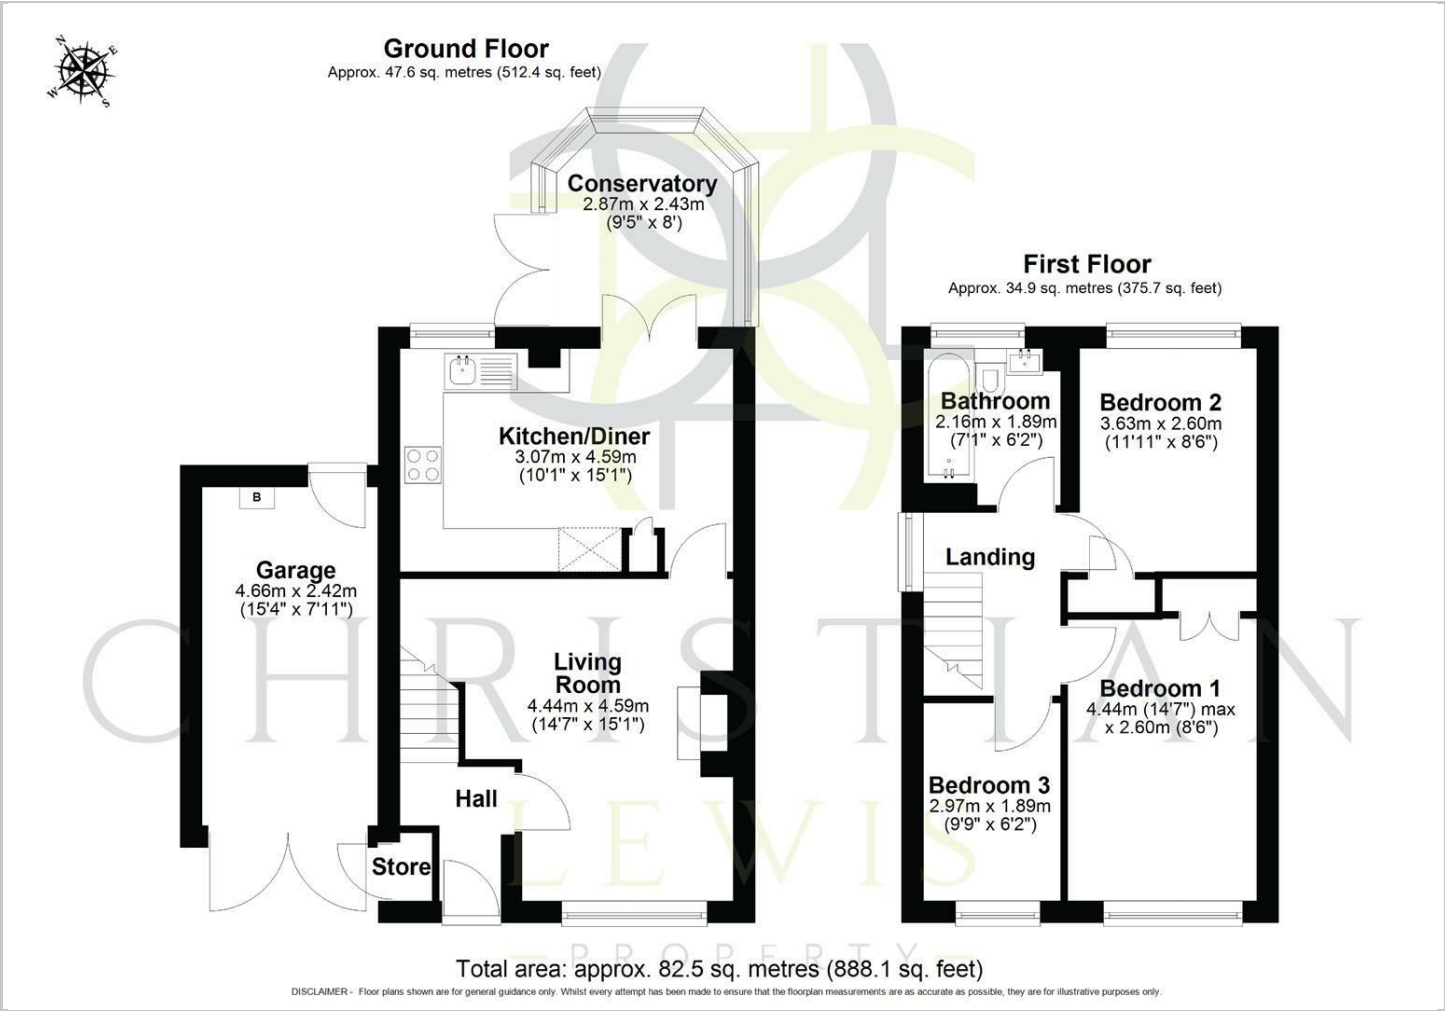 N
E
W
S
Ground Floor
Approx. 47.6 sq. metres (512.4 sq. feet)
Conservatory
2.87m x 2.43m
(9'5" x 8')
First Floor
Approx. 34.9 sq. metres (375.7 sq. feet)
Kitchen/Diner
3.07m x 4.59m
(10'1" x 15'1")
Bathroom
2.16m x 1.89m
(7'1" x 6'2")
Bedroom 2
3.63m x 2.60m
(11'11" x 8'6")
B
Garage
4.66m x 2.42m
(15'4" x 7'11")
Landing
CHRISTIAN
Living
Room
4.44m x 4.59m
(14'7" x 15'1")
Bedroom 1
4.44m (14'7") max
x 2.60m (8'6")
Hall
Bedroom 3
2.97m x 1.89m
(9'9" x 6'2")
LEWIS
Store
PROPERTY
Total area: approx. 82.5 sq. metres (888.1 sq. feet)
DISCLAIMER - Floor plans shown are for general guidance only. Whilst every attempt has been made to ensure that the floorplan measurements are as accurate as possible, they are for illustrative purposes only.